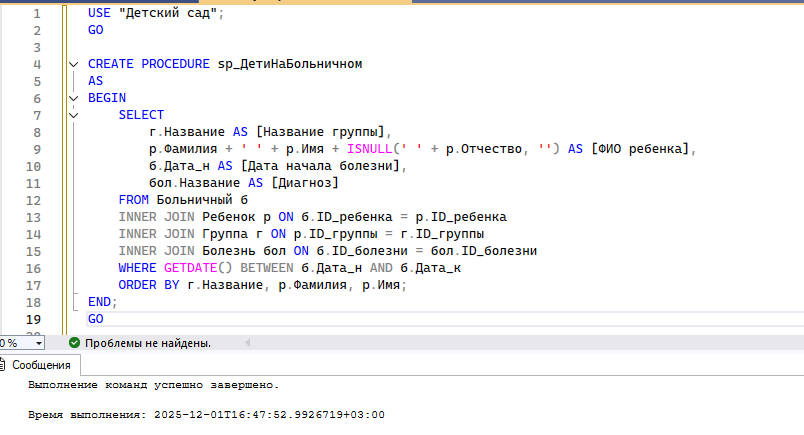 1 USE "Детский сад";
2 GO
3
4 CREATE PROCEDURE sp_ДетиНаБольничном
5 AS
6 BEGIN
7 SELECT
8 г.Название AS [Название группы],
9 р.Фамилия + ' ' + р.Имя + ISNULL(' ' + р.Отчество, '') AS [ФИО ребенка],
10 б.Дата_н AS [Дата начала болезни],
11 бол.Название AS [Диагноз]
12 FROM Больничный б
13 INNER JOIN Ребенок р ON б.ID_ребенка = р.ID_ребенка
14 INNER JOIN Группа г ON р.ID_группы = г.ID_группы
15 INNER JOIN Болезнь бол ON б.ID_болезни = бол.ID_болезни
16 WHERE GETDATE() BETWEEN б.Дата_н AND б.Дата_к
17 ORDER BY г.Название, р.Фамилия, р.Имя;
18 END;
19 GO
0 % Проблемы не найдены.
Сообщения
Выполнение команд успешно завершено.
Время выполнения: 2025-12-01T16:47:52.9926719+03:00